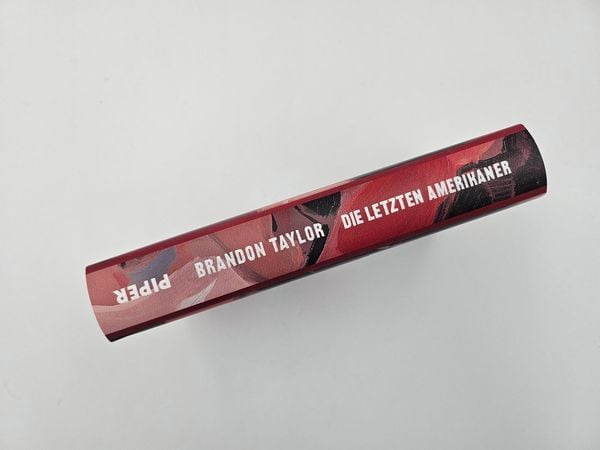 PIPER
BRANDON TAYLOR
DIE LETZTEN AMERIKANER